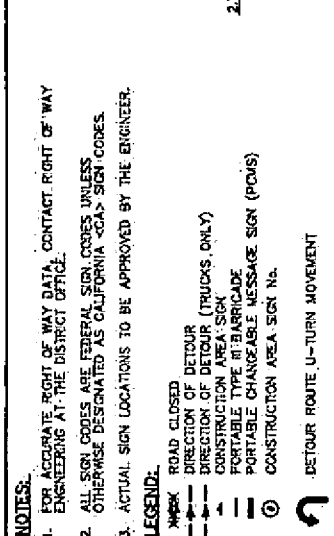 NOTES:
1. FOR ACCURATE RIGHT OF WAY DATA, CONTACT RIGHT OF WAY
ENGINEERING AT THE DISTRICT OFFICE.
2. ALL SIGN CODES ARE FEDERAL SIGN CODES UNLESS
OTHERWISE DESIGNATED AS CALIFORNIA <CA> SIGN CODES.
3. ACTUAL SIGN LOCATIONS TO BE APPROVED BY THE ENGINEER.
LEGEND:
ROAD CLOSED
DIRECTION OF DETOUR
DIRECTION OF DETOUR (TRUCKS ONLY)
CONSTRUCTION AREA SIGN
PORTABLE TYPE III BARRICADE
PORTABLE CHANGEABLE MESSAGE SIGN (PCMS)
CONSTRUCTION AREA SIGN No.
DETOUR ROUTE U-TURN MOVEMENT